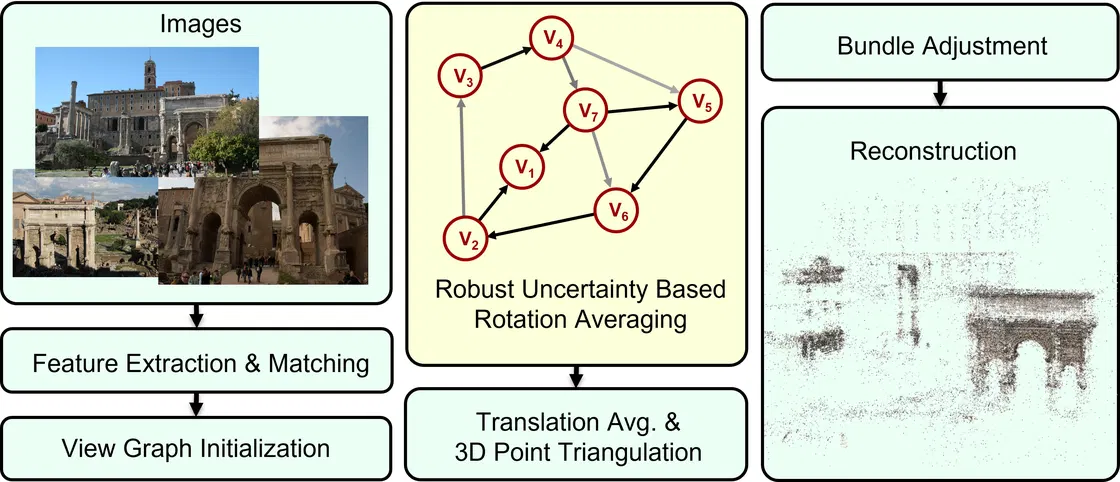 Images
Feature Extraction & Matching
View Graph Initialization
V4
V3
V5
V7
V1
V6
V2
Robust Uncertainty Based
Rotation Averaging
Translation Avg. &
3D Point Triangulation
Bundle Adjustment
Reconstruction